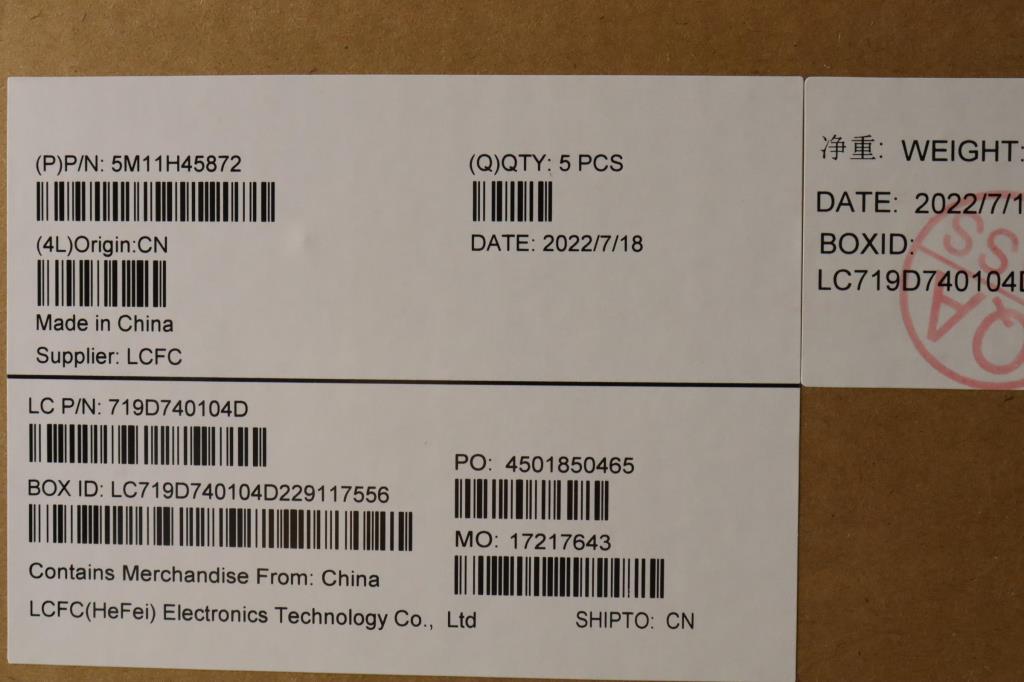 (P)P/N: 5M11H45872
(Q)QTY: 5 PCS
(4L)Origin:CN
DATE: 2022/7/18
Made in China
Supplier: LCFC
LC P/N: 719D740104D
PO: 4501850465
BOX ID: LC719D740104D229117556
MO: 17217643
Contains Merchandise From: China
LCFC(HeFei) Electronics Technology Co., Ltd
SHIPTO: CN
净重: WEIGHT:
DATE: 2022/7/1
BOXID:
LC719D740104D
QA